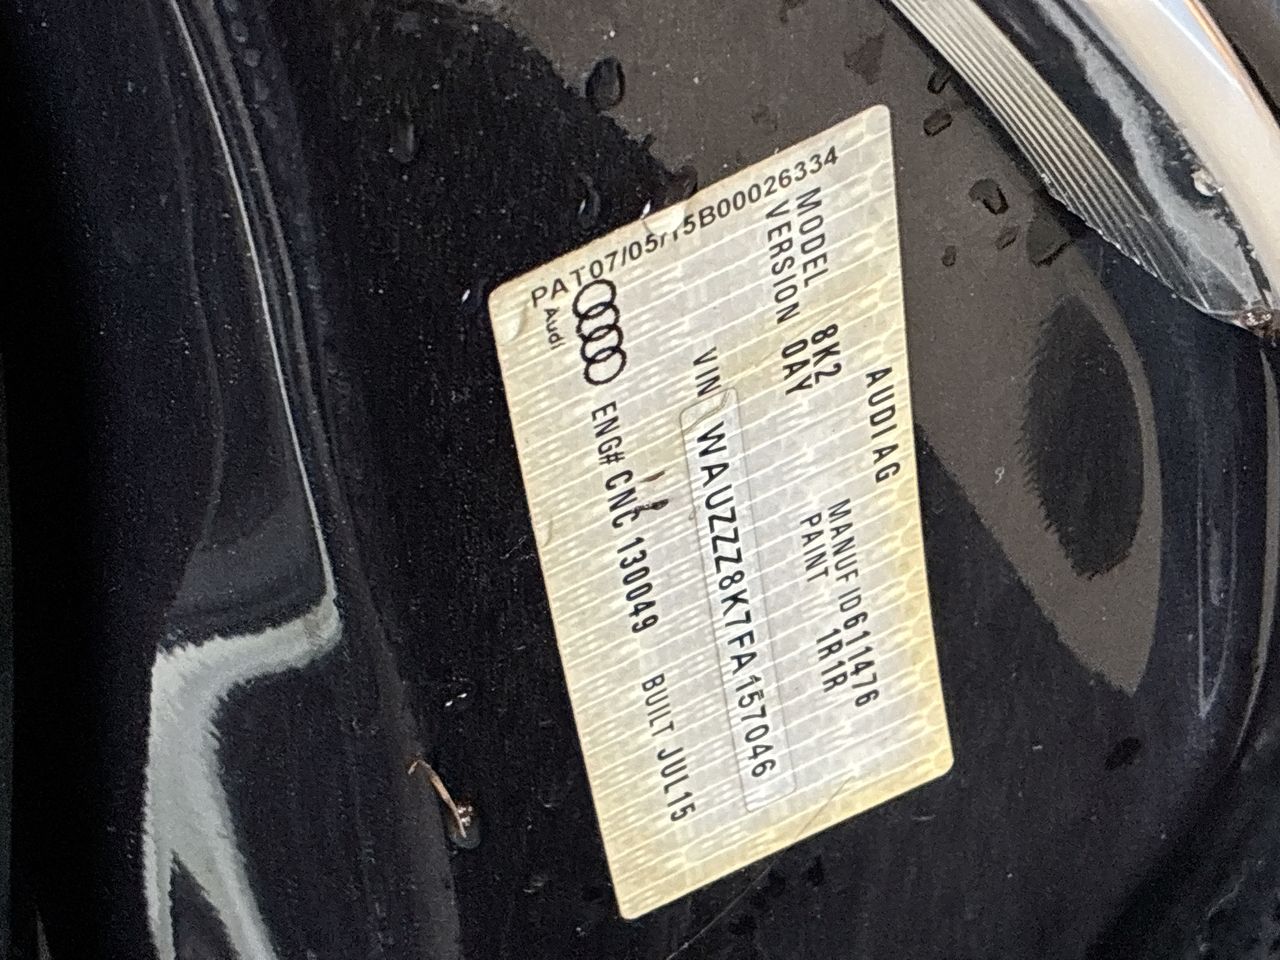 PAT07/05/15B00026334
AUDI AG
MODEL 8K2 MANUF ID611476
VERSION 0AY PAINT 1R1R
VIN WAUZZZ8K7FA157046
ENG# CNC 130049 BUILT JUL15
Audi